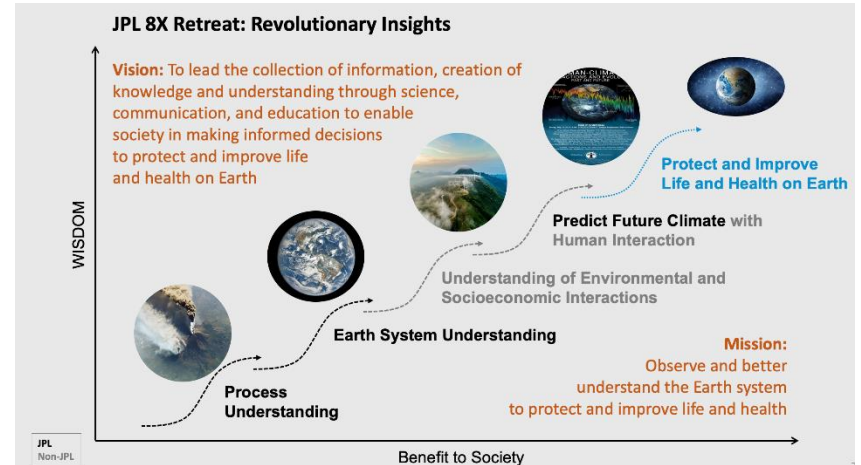 JPL 8X Retreat: Revolutionary Insights
Vision: To lead the collection of information, creation of
knowledge and understanding through science,
communication, and education to enable
society in making informed decisions
to protect and improve life
and health on Earth
Protect and Improve
Life and Health on Earth
Predict Future Climate with
Human Interaction
Understanding of Environmental and
Socioeconomic Interactions
Earth System Understanding
Process
Understanding
Mission:
Observe and better
understand the Earth system
to protect and improve life and health
WISDOM
JPL
Non-JPL
Benefit to Society